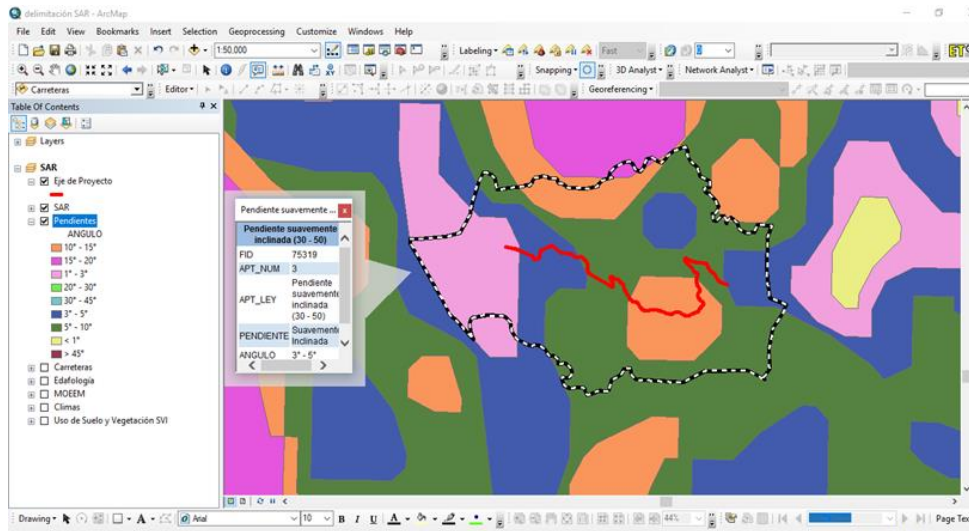 delimitación SAR - ArcMap
File Edit View Bookmarks Insert Selection Geoprocessing Customize Windows Help
1:50,000 Labeling Fast
Snapping 3D Analyst Network Analyst
Carreteras Editor Georeferencing
Table Of Contents
Layers
SAR
Eje de Proyecto
SAR
Pendientes
ANGULO
10° - 15°
15° - 20°
1° - 3°
20° - 30°
30° - 45°
3° - 5°
5° - 10°
< 1°
> 45°
Carreteras
Edafología
MOEEM
Climas
Uso de Suelo y Vegetación SVI
Pendiente suavemente ...
Pendiente suavemente
inclinada (30 - 50)
FID 75319
APT_NUM 3
APT_LEY Pendiente
suavemente
inclinada
(30 - 50)
PENDIENTE Suavemente
Inclinada
ANGULO 3° - 5°
Drawing Arial 10 B I U 44% Page Tex